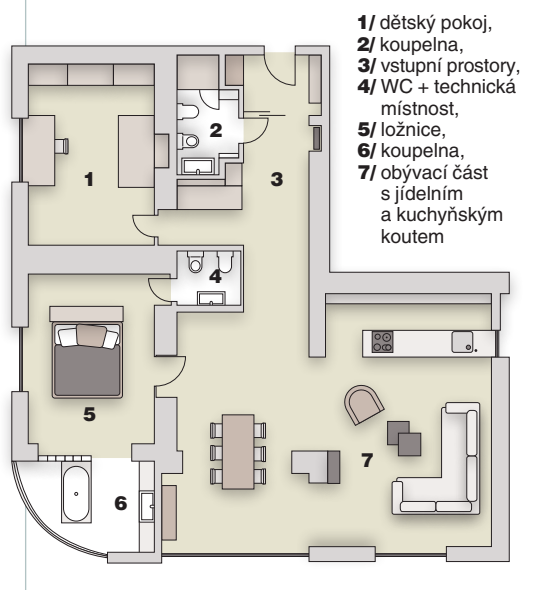 1/ dětský pokoj,
2/ koupelna,
3/ vstupní prostory,
4/ WC + technická
místnost,
5/ ložnice,
6/ koupelna,
7/ obývací část
s jídelním
a kuchyňským
koutem
2
1
3
4
5
7
6